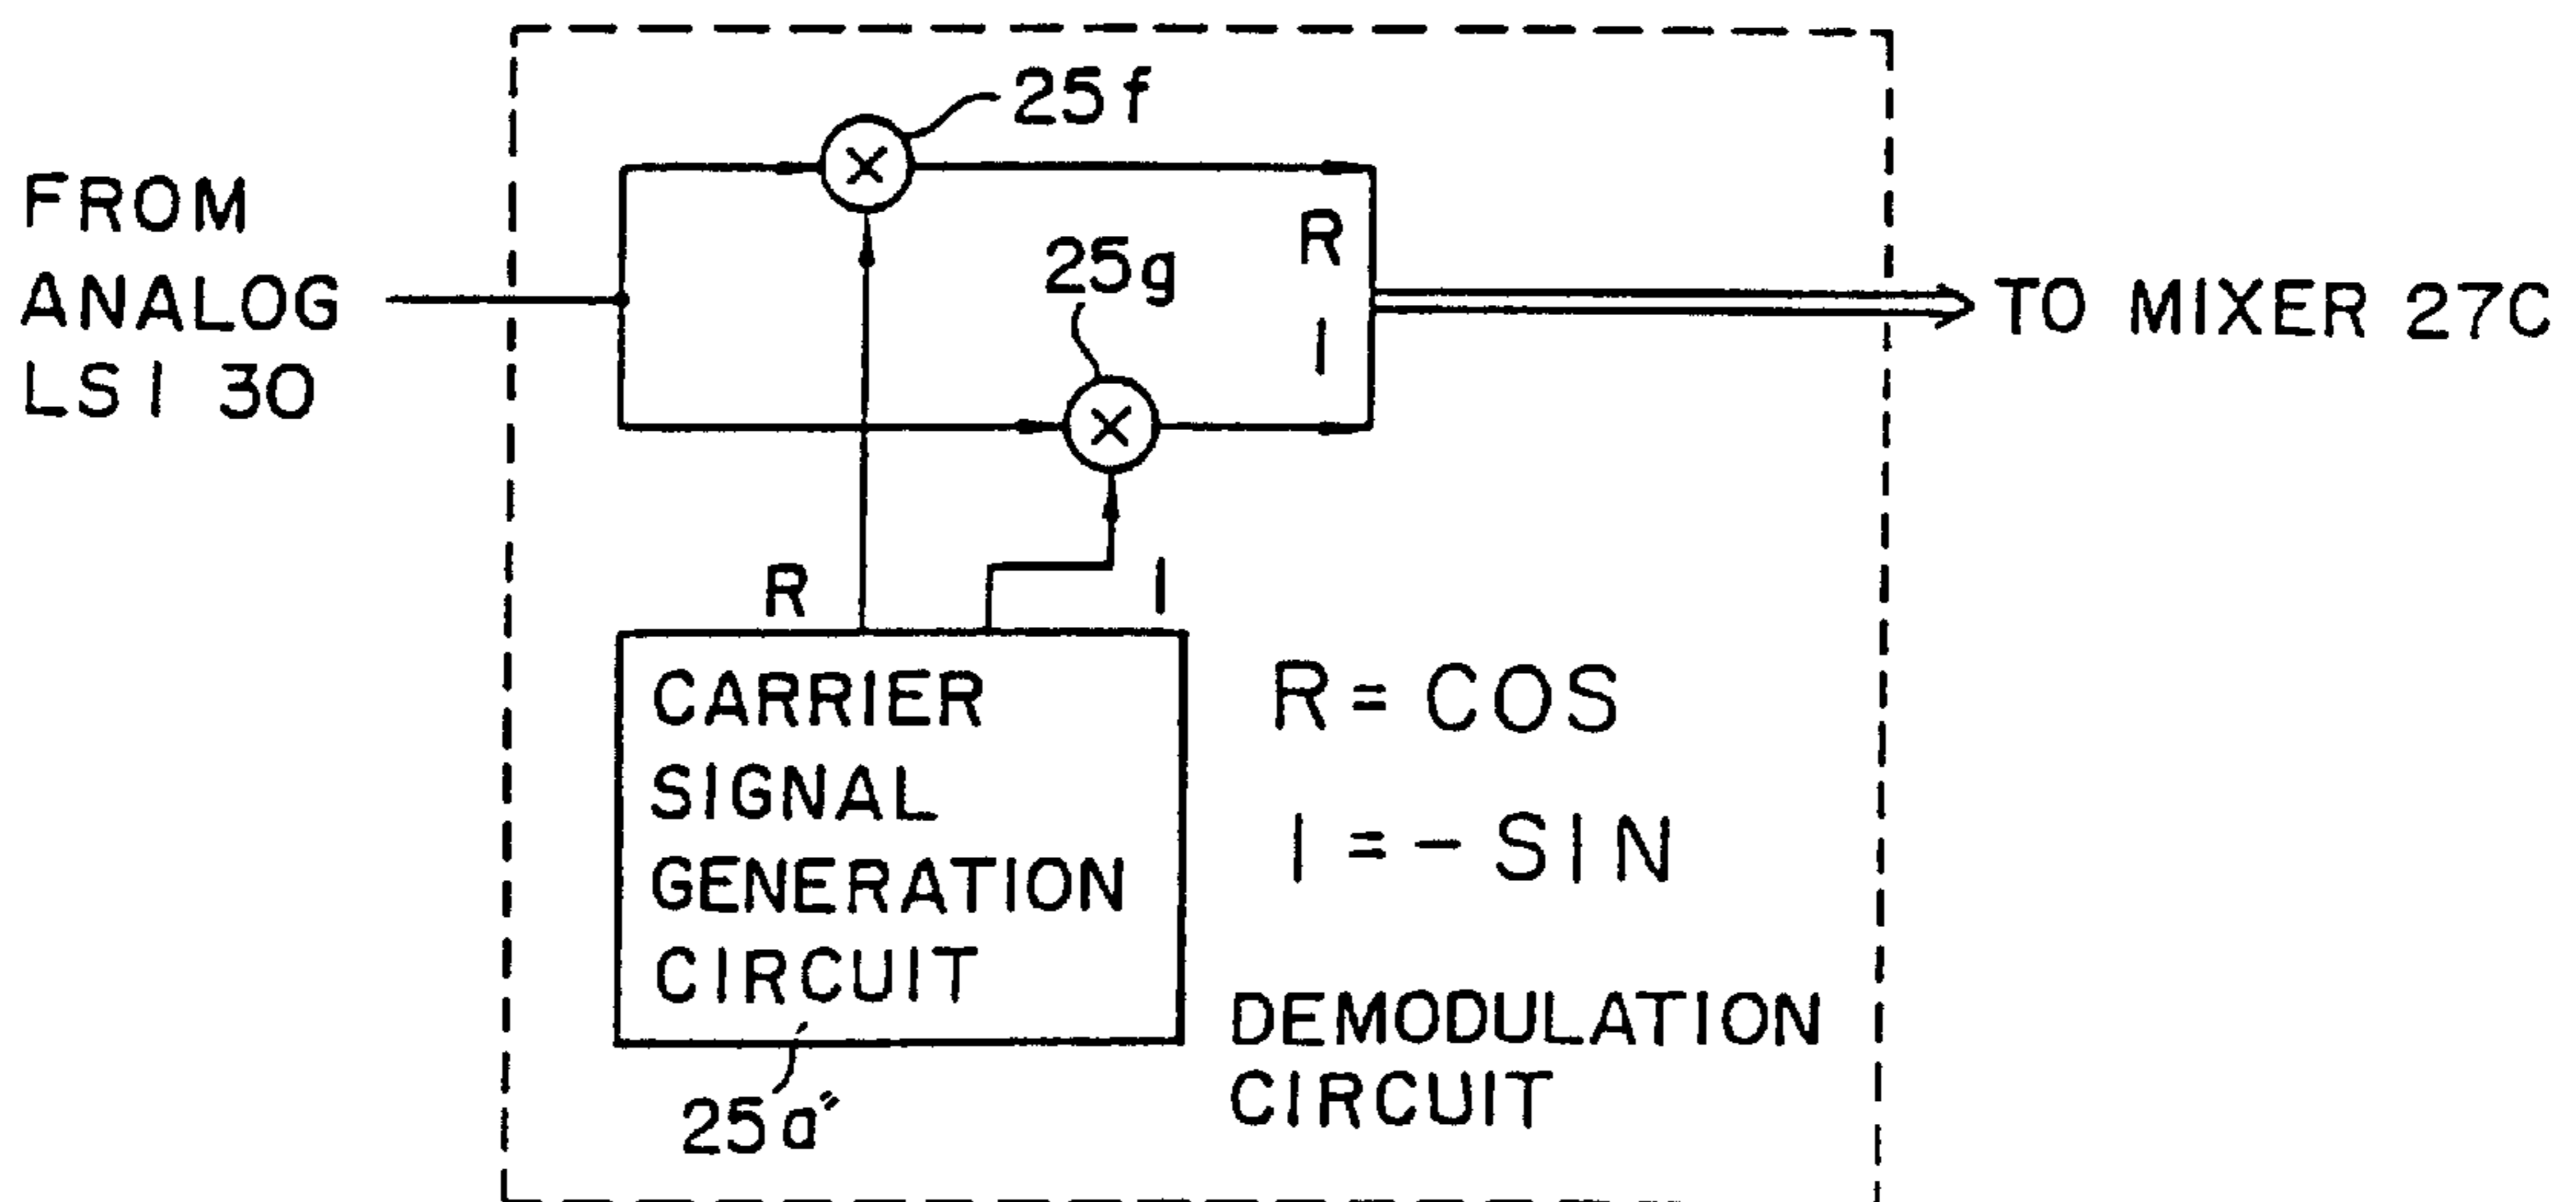 25f
FROM
ANALOG
LSI 30
R
25g
I
TO MIXER 27C
R
I
CARRIER
SIGNAL
GENERATION
CIRCUIT
R = COS
I = - SIN
DEMODULATION
CIRCUIT
25a"